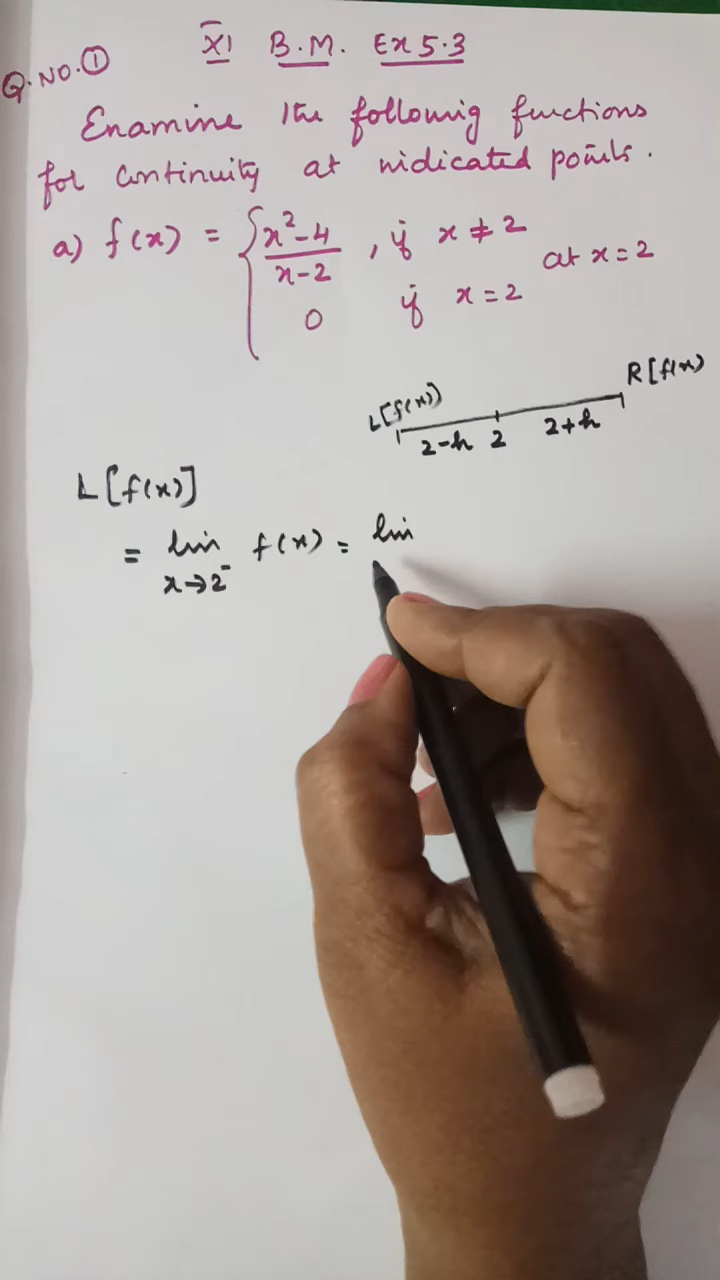 XI B.M. Ex 5.3
Q.NO.①
Examine the following functions
for continuity at indicated points.
a) f(x) = { x²-4 / x-2 , if x ≠ 2
0 if x = 2 at x = 2
L[f(x)] R[f(x)
2-h 2 2+h
L[f(x)]
= lim x→2⁻ f(x) = lim